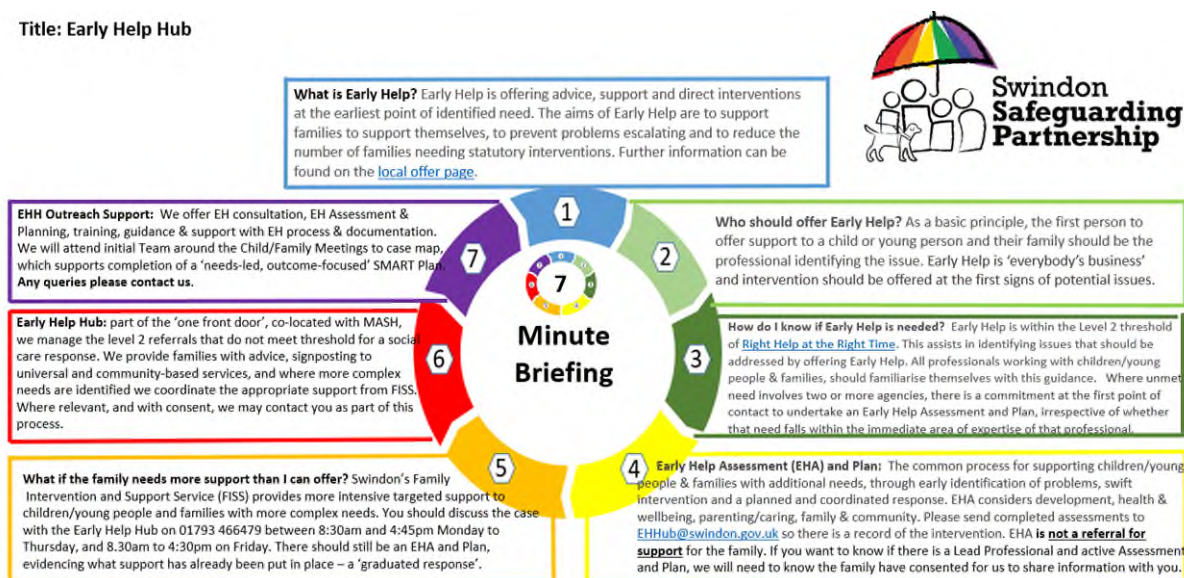 Title: Early Help Hub
Swindon
Safeguarding
Partnership
What is Early Help? Early Help is offering advice, support and direct interventions
at the earliest point of identified need. The aims of Early Help are to support
families to support themselves, to prevent problems escalating and to reduce the
number of families needing statutory interventions. Further information can be
found on the local offer page.
1
Who should offer Early Help? As a basic principle, the first person to
offer support to a child or young person and their family should be the
professional identifying the issue. Early Help is ‘everybody’s business’
and intervention should be offered at the first signs of potential issues.
2
How do I know if Early Help is needed? Early Help is within the Level 2 threshold
of Right Help at the Right Time. This assists in identifying issues that should be
addressed by offering Early Help. All professionals working with children/young
people & families, should familiarise themselves with this guidance. Where unmet
need involves two or more agencies, there is a commitment at the first point of
contact to undertake an Early Help Assessment and Plan, irrespective of whether
that need falls within the immediate area of expertise of that professional.
3
4
Early Help Assessment (EHA) and Plan: The common process for supporting children/young
people & families with additional needs, through early identification of problems, swift
intervention and a planned and coordinated response. EHA considers development, health &
wellbeing, parenting/caring, family & community. Please send completed assessments to
EHHub@swindon.gov.uk so there is a record of the intervention. EHA is not a referral for
support for the family. If you want to know if there is a Lead Professional and active Assessment
and Plan, we will need to know the family have consented for us to share information with you.
5
What if the family needs more support than I can offer? Swindon’s Family
Intervention and Support Service (FISS) provides more intensive targeted support to
children/young people and families with more complex needs. You should discuss the case
with the Early Help Hub on 01793 466479 between 8:30am and 4:45pm Monday to
Thursday, and 8.30am to 4:30pm on Friday. There should still be an EHA and Plan,
evidencing what support has already been put in place – a ‘graduated response’.
6
Early Help Hub: part of the ‘one front door’, co-located with MASH,
we manage the level 2 referrals that do not meet threshold for a social
care response. We provide families with advice, signposting to
universal and community-based services, and where more complex
needs are identified we coordinate the appropriate support from FISS.
Where relevant, and with consent, we may contact you as part of this
process.
7
EHH Outreach Support: We offer EH consultation, EH Assessment &
Planning, training, guidance & support with EH process & documentation.
We will attend initial Team around the Child/Family Meetings to case map,
which supports completion of a ‘needs-led, outcome-focused’ SMART Plan.
Any queries please contact us.
7
Minute
Briefing